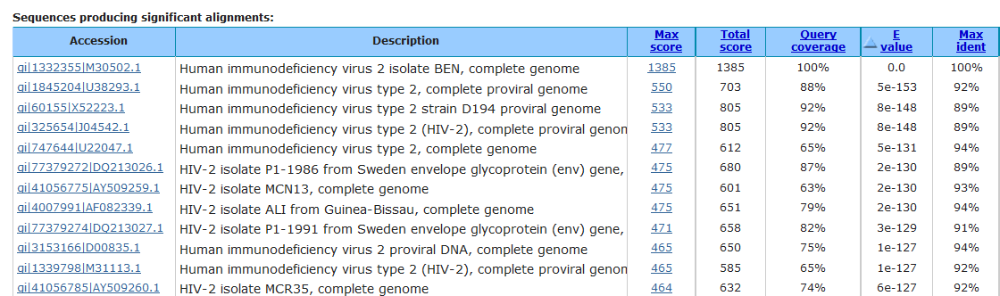 Sequences producing significant alignments:
Accession Description Max score Total score Query coverage E value Max ident
gi|1332355|M30502.1 Human immunodeficiency virus 2 isolate BEN, complete genome 1385 1385 100% 0.0 100%
gi|1845204|U38293.1 Human immunodeficiency virus type 2, complete proviral genome 550 703 88% 5e-153 92%
gi|60155|X52223.1 Human immunodeficiency virus type 2 strain D194 proviral genome 533 805 92% 8e-148 89%
gi|325654|J04542.1 Human immunodeficiency virus type 2 (HIV-2), complete proviral genon 533 805 92% 8e-148 89%
gi|747644|U22047.1 Human immunodeficiency virus type 2, complete genome 477 612 65% 5e-131 94%
gi|77379272|DQ213026.1 HIV-2 isolate P1-1986 from Sweden envelope glycoprotein (env) gene, 475 680 87% 2e-130 89%
gi|41056775|AY509259.1 HIV-2 isolate MCN13, complete genome 475 601 63% 2e-130 93%
gi|4007991|AF082339.1 HIV-2 isolate ALI from Guinea-Bissau, complete genome 475 651 79% 2e-130 94%
gi|77379274|DQ213027.1 HIV-2 isolate P1-1991 from Sweden envelope glycoprotein (env) gene, 471 658 82% 3e-129 91%
gi|3153166|D00835.1 Human immunodeficiency virus 2 proviral DNA, complete genome 465 650 75% 1e-127 94%
gi|1339798|M31113.1 Human immunodeficiency virus type 2 (HIV-2), complete proviral genon 465 585 65% 1e-127 92%
gi|41056785|AY509260.1 HIV-2 isolate MCR35, complete genome 464 632 74% 6e-127 92%